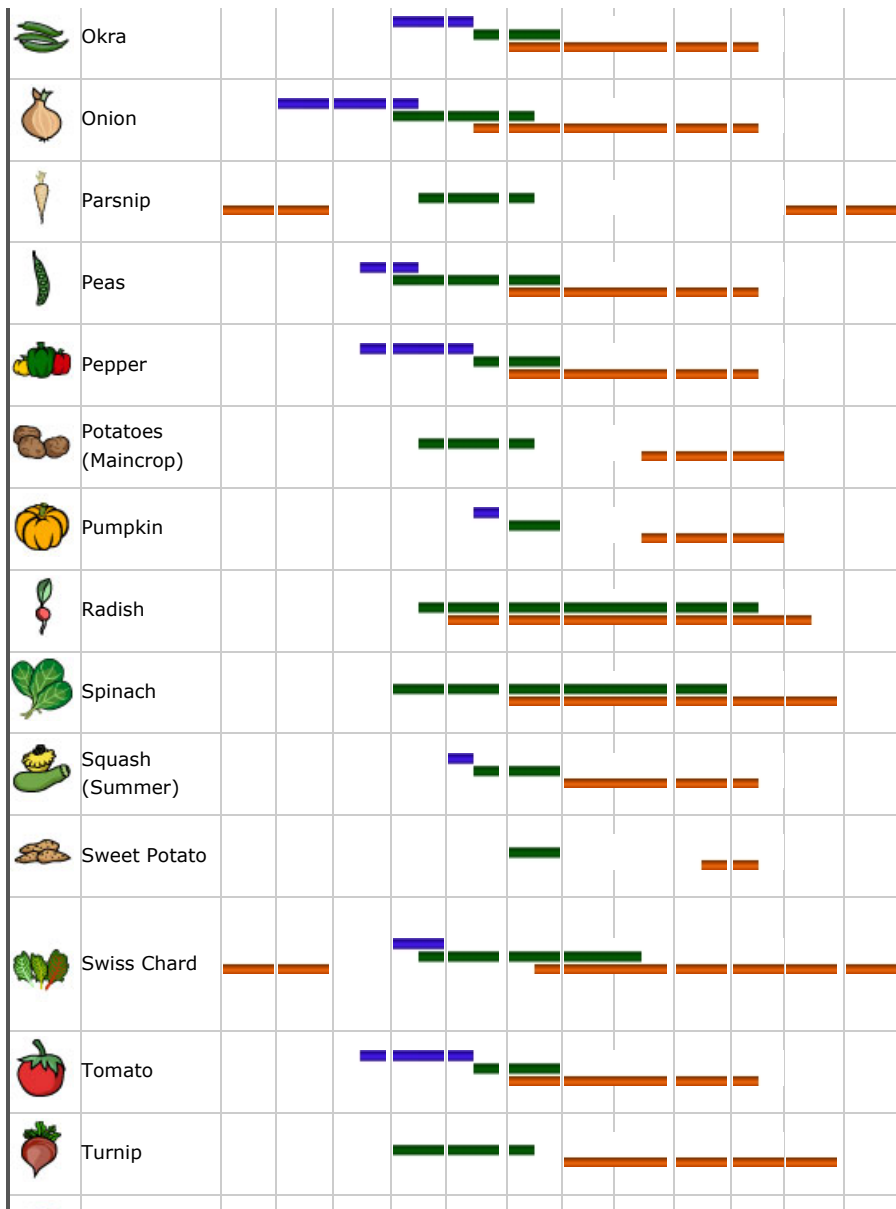 Okra
Onion
Parsnip
Peas
Pepper
Potatoes
(Maincrop)
Pumpkin
Radish
Spinach
Squash
(Summer)
Sweet Potato
Swiss Chard
Tomato
Turnip